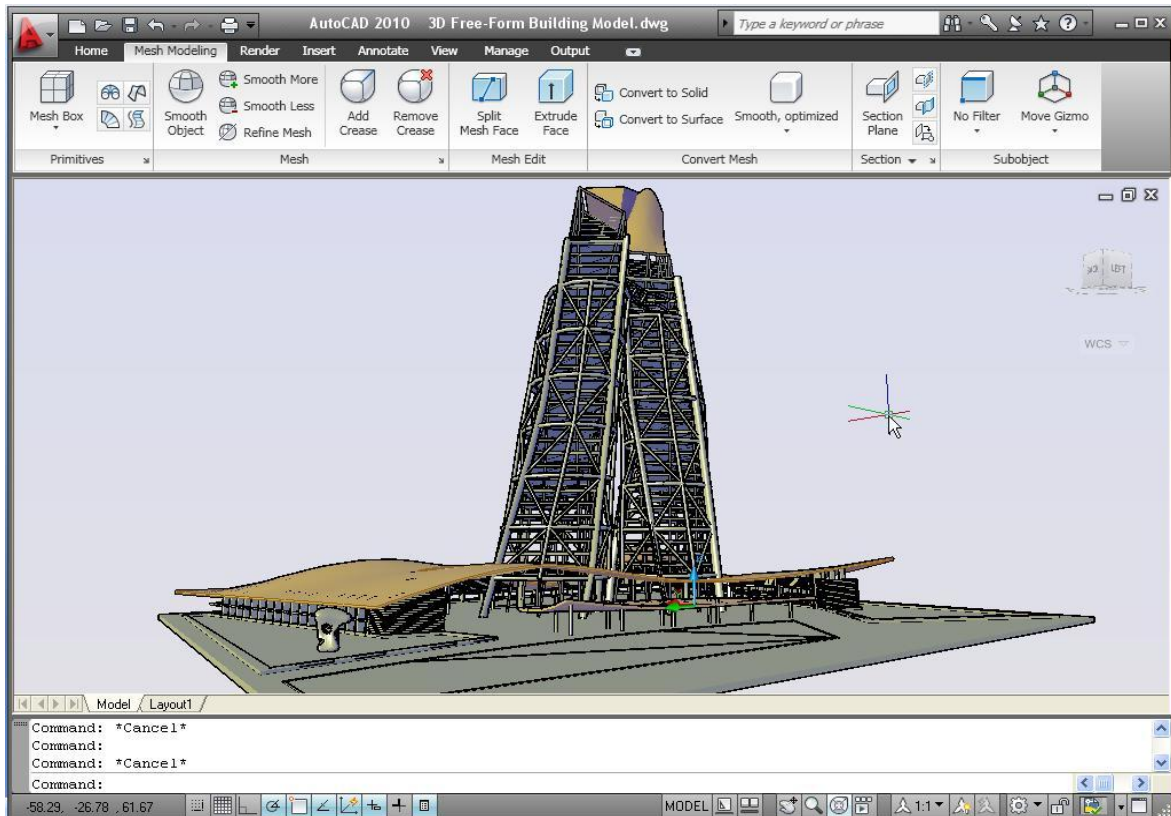 AutoCAD 2010 3D Free-Form Building Model.dwg
Type a keyword or phrase
Home Mesh Modeling Render Insert Annotate View Manage Output
Mesh Box
Smooth Object
Smooth More
Smooth Less
Refine Mesh
Add Crease
Remove Crease
Split Mesh Face
Extrude Face
Convert to Solid
Convert to Surface
Smooth, optimized
Section Plane
No Filter
Move Gizmo
Primitives Mesh Mesh Edit Convert Mesh Section Subobject
WCS
Model Layout1
Command: *Cancel*
Command:
Command: *Cancel*
Command:
-58.29, -26.78 , 61.67 MODEL 1:1